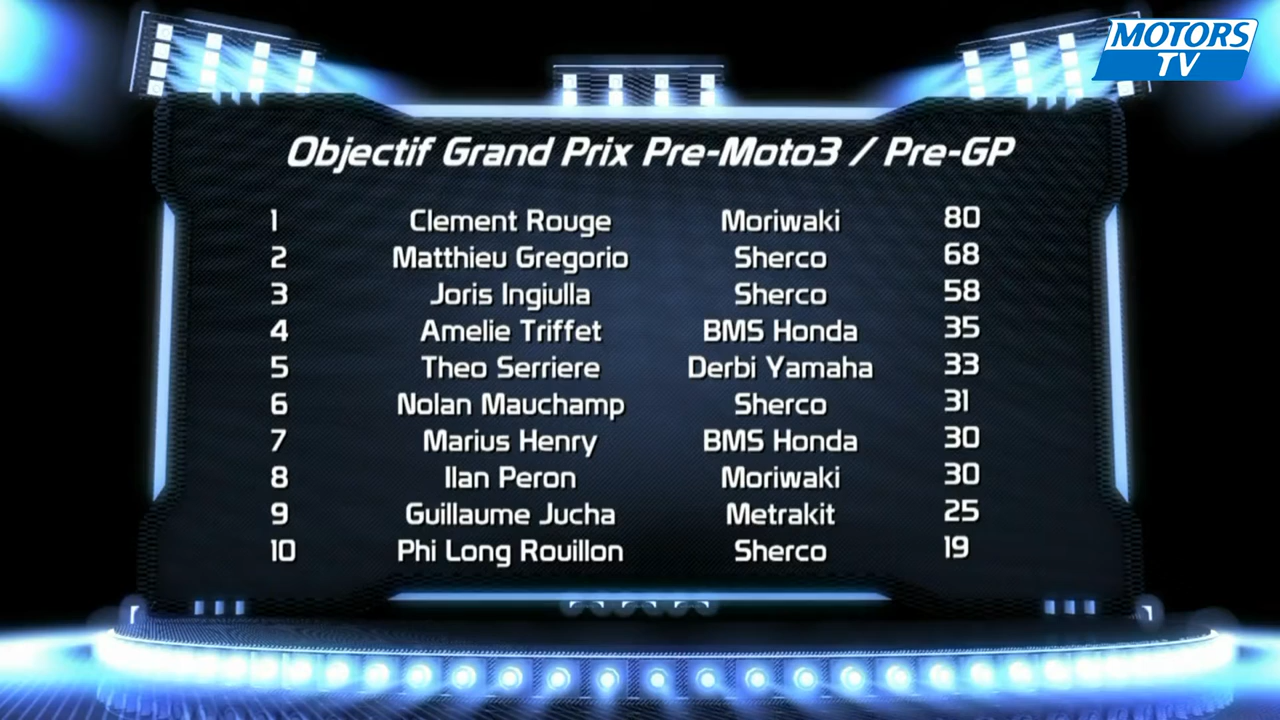 MOTORS
TV
Objectif Grand Prix Pre-Moto3 / Pre-GP
1 Clement Rouge Moriwaki 80
2 Matthieu Gregorio Sherco 68
3 Joris Ingiulla Sherco 58
4 Amelie Triffet BMS Honda 35
5 Theo Serriere Derbi Yamaha 33
6 Nolan Mauchamp Sherco 31
7 Marius Henry BMS Honda 30
8 Ilan Peron Moriwaki 30
9 Guillaume Jucha Metrakit 25
10 Phi Long Rouillon Sherco 19